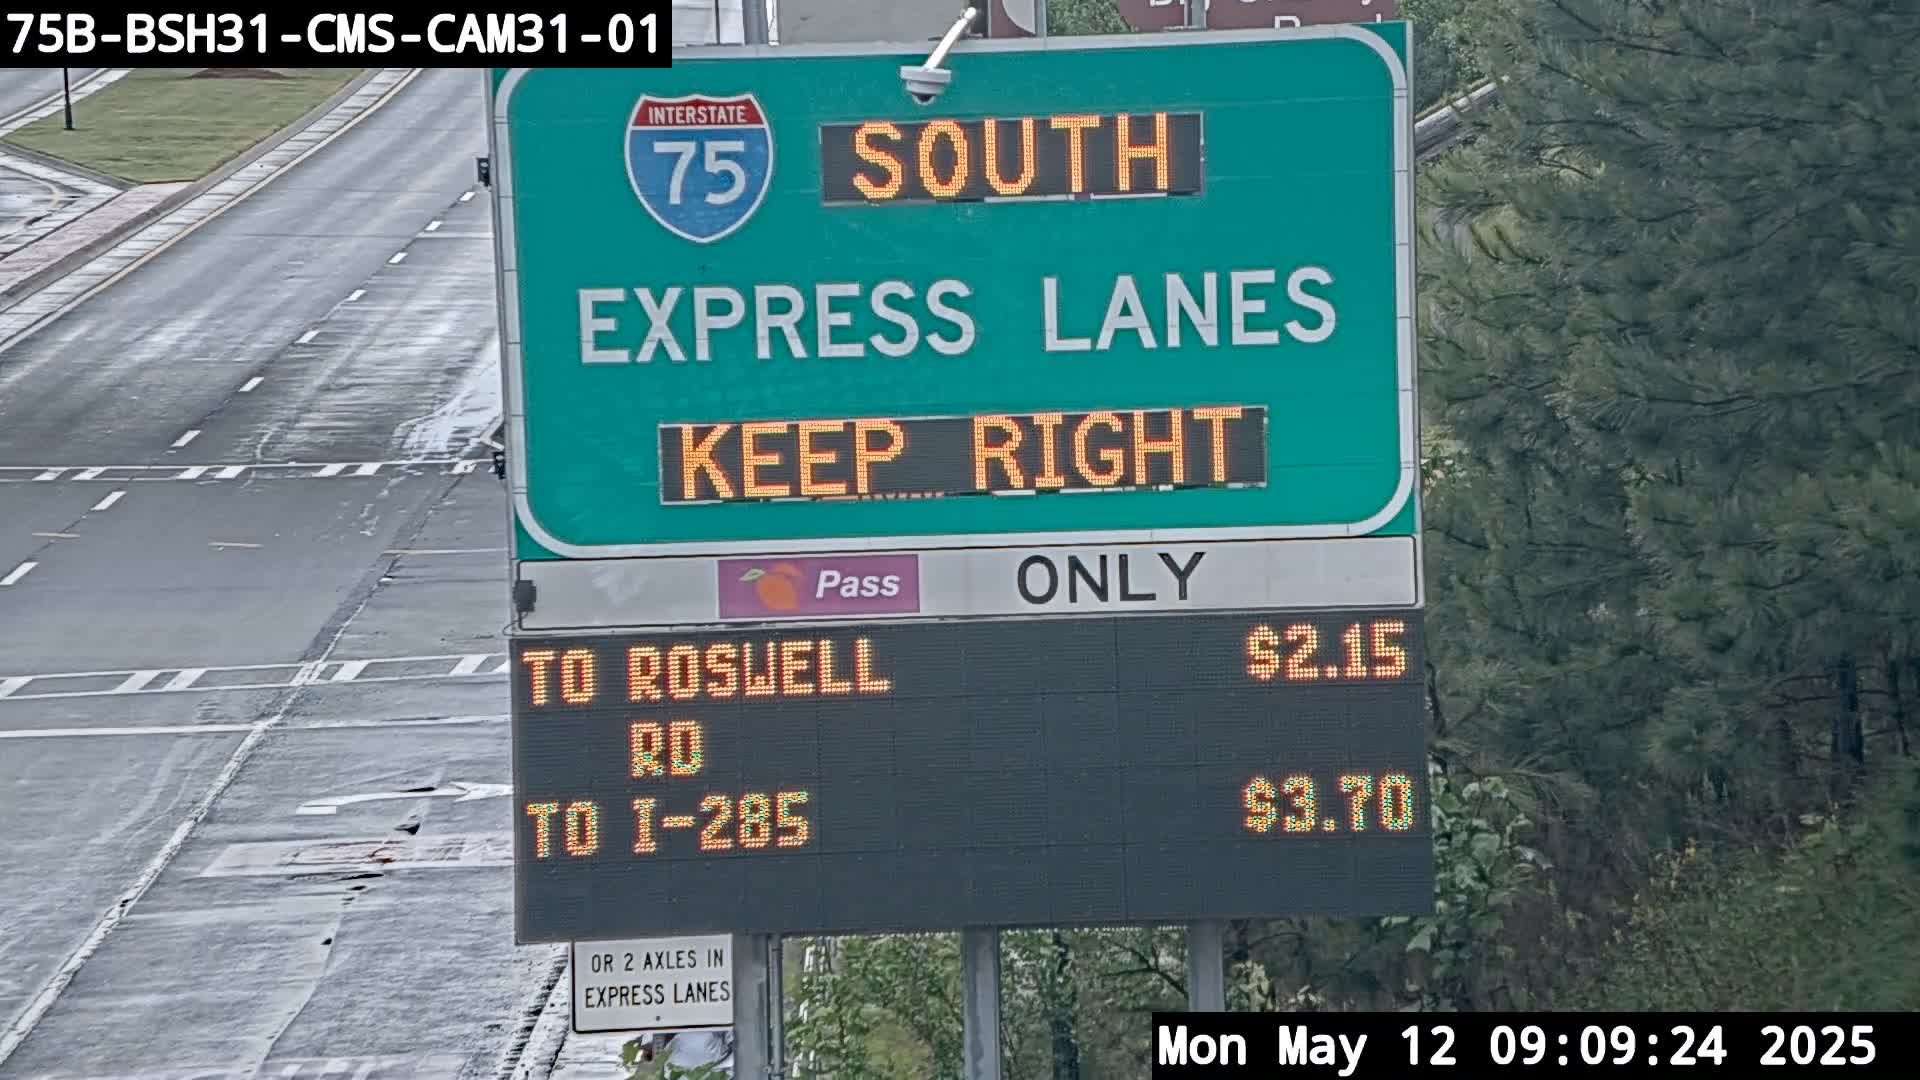 75B-BSH31-CMS-CAM31-01
INTERSTATE
75
SOUTH
EXPRESS LANES
KEEP RIGHT
Pass ONLY
TO ROSWELL $2.15
RD
TO I-285 $3.70
OR 2 AXLES IN
EXPRESS LANES
Mon May 12 09:09:24 2025